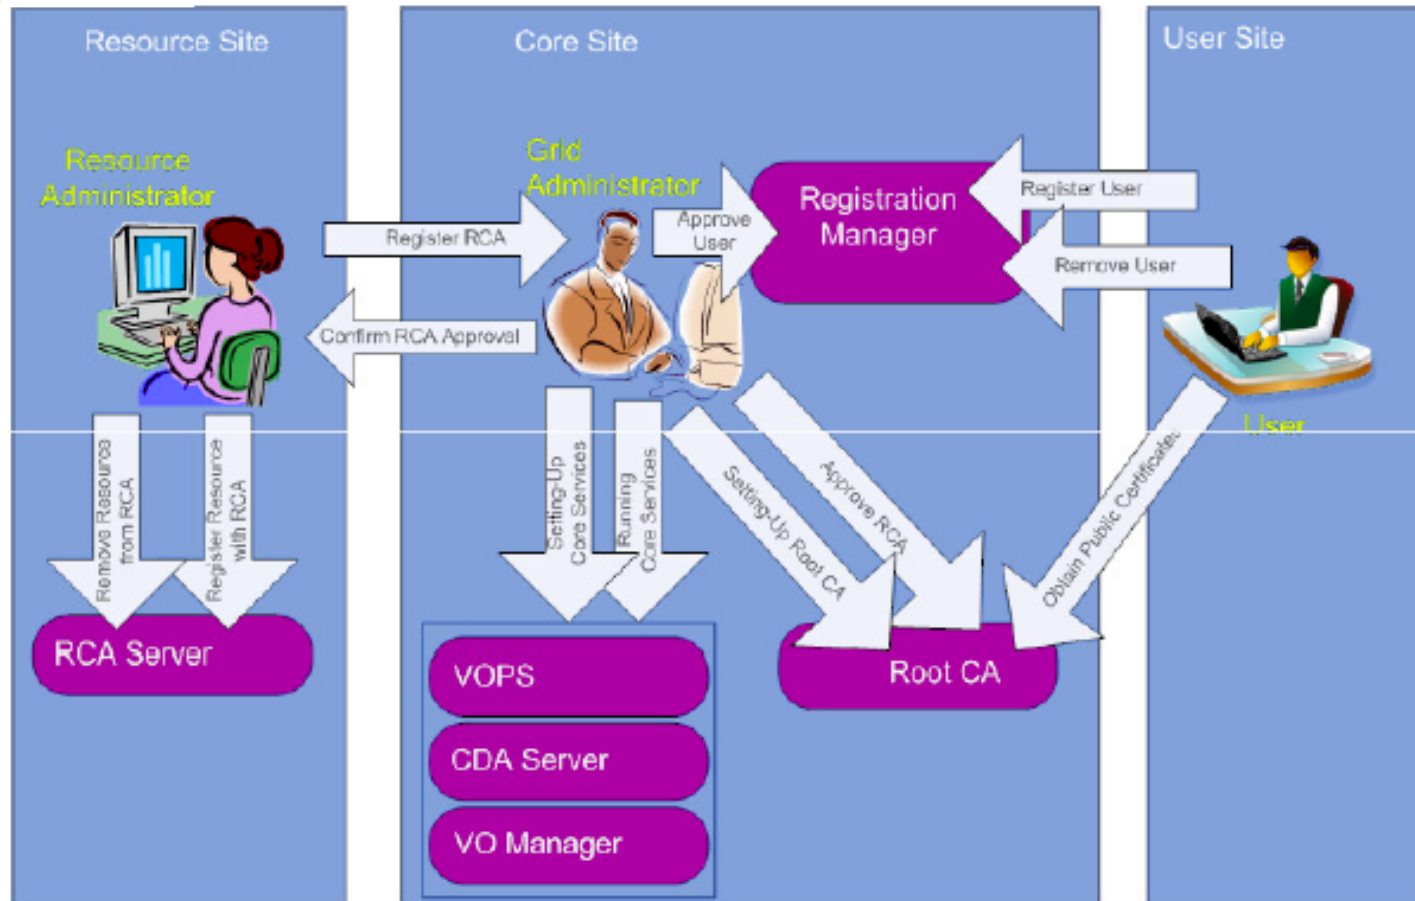 Resource Site
Core Site
User Site
Resource
Administrator
Grid
Administrator
Registration
Manager
Register User
Remove User
Approve
User
Register RCA
Confirm RCA Approval
User
Remove Resource
from RCA
Register Resource
with RCA
Setting-Up
Core Services
Running
Core Services
Setting-Up Root CA
Approve RCA
Obtain Public Certificates
RCA Server
VOPS
CDA Server
VO Manager
Root CA